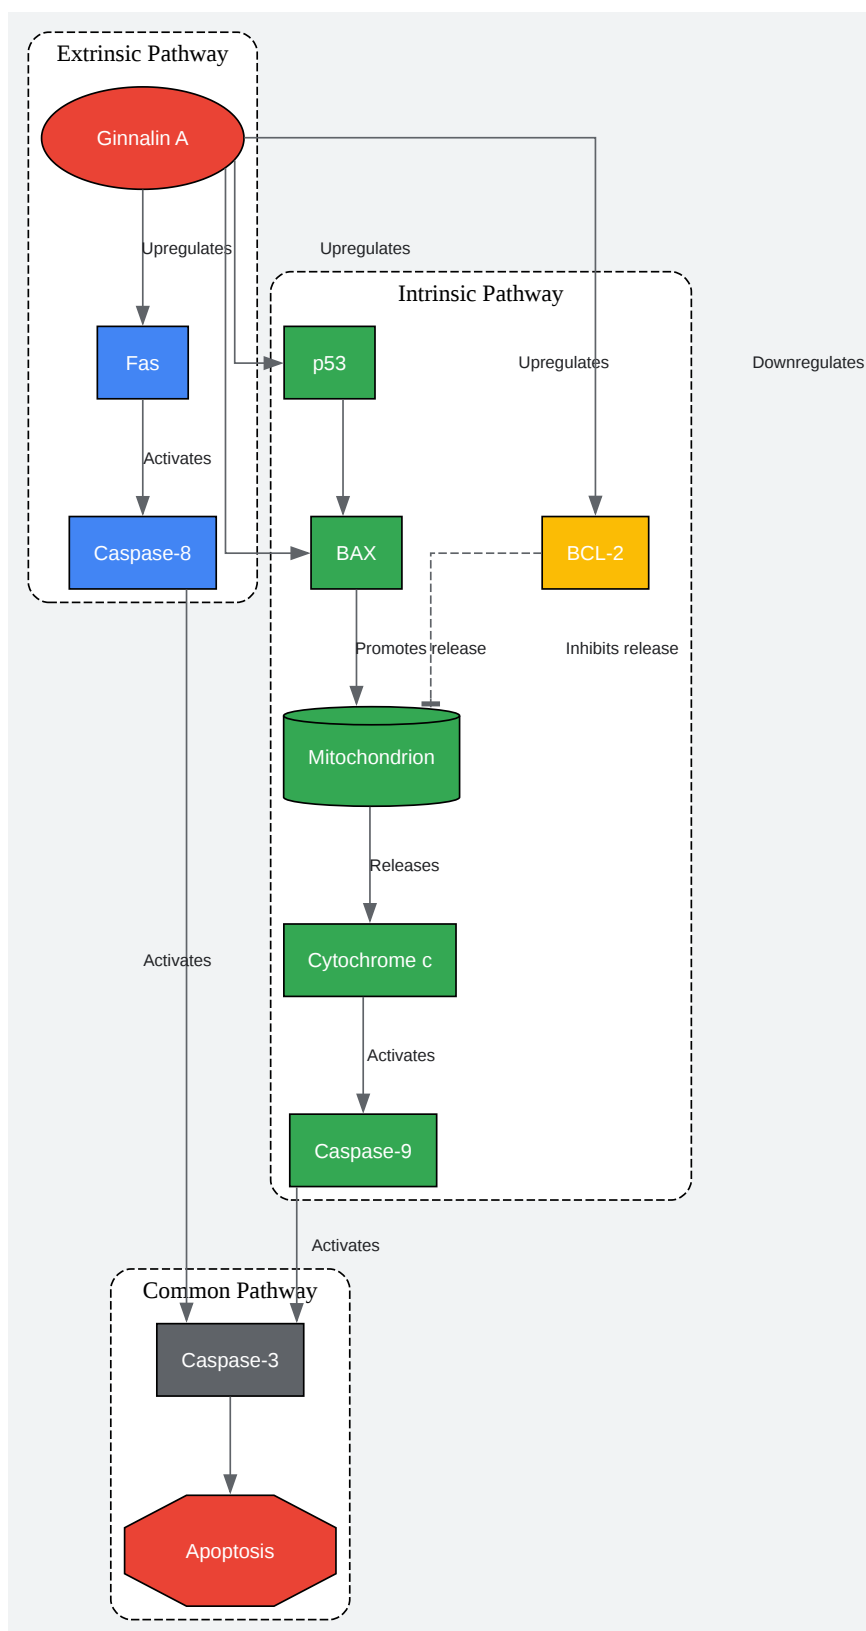 Extrinsic Pathway
Ginnalin A
Upregulates
Upregulates
Intrinsic Pathway
Fas
p53
Upregulates
Downregulates
Activates
Caspase-8
BAX
BCL-2
Promotes release
Inhibits release
Mitochondrion
Releases
Activates
Cytochrome c
Activates
Caspase-9
Activates
Common Pathway
Caspase-3
Apoptosis